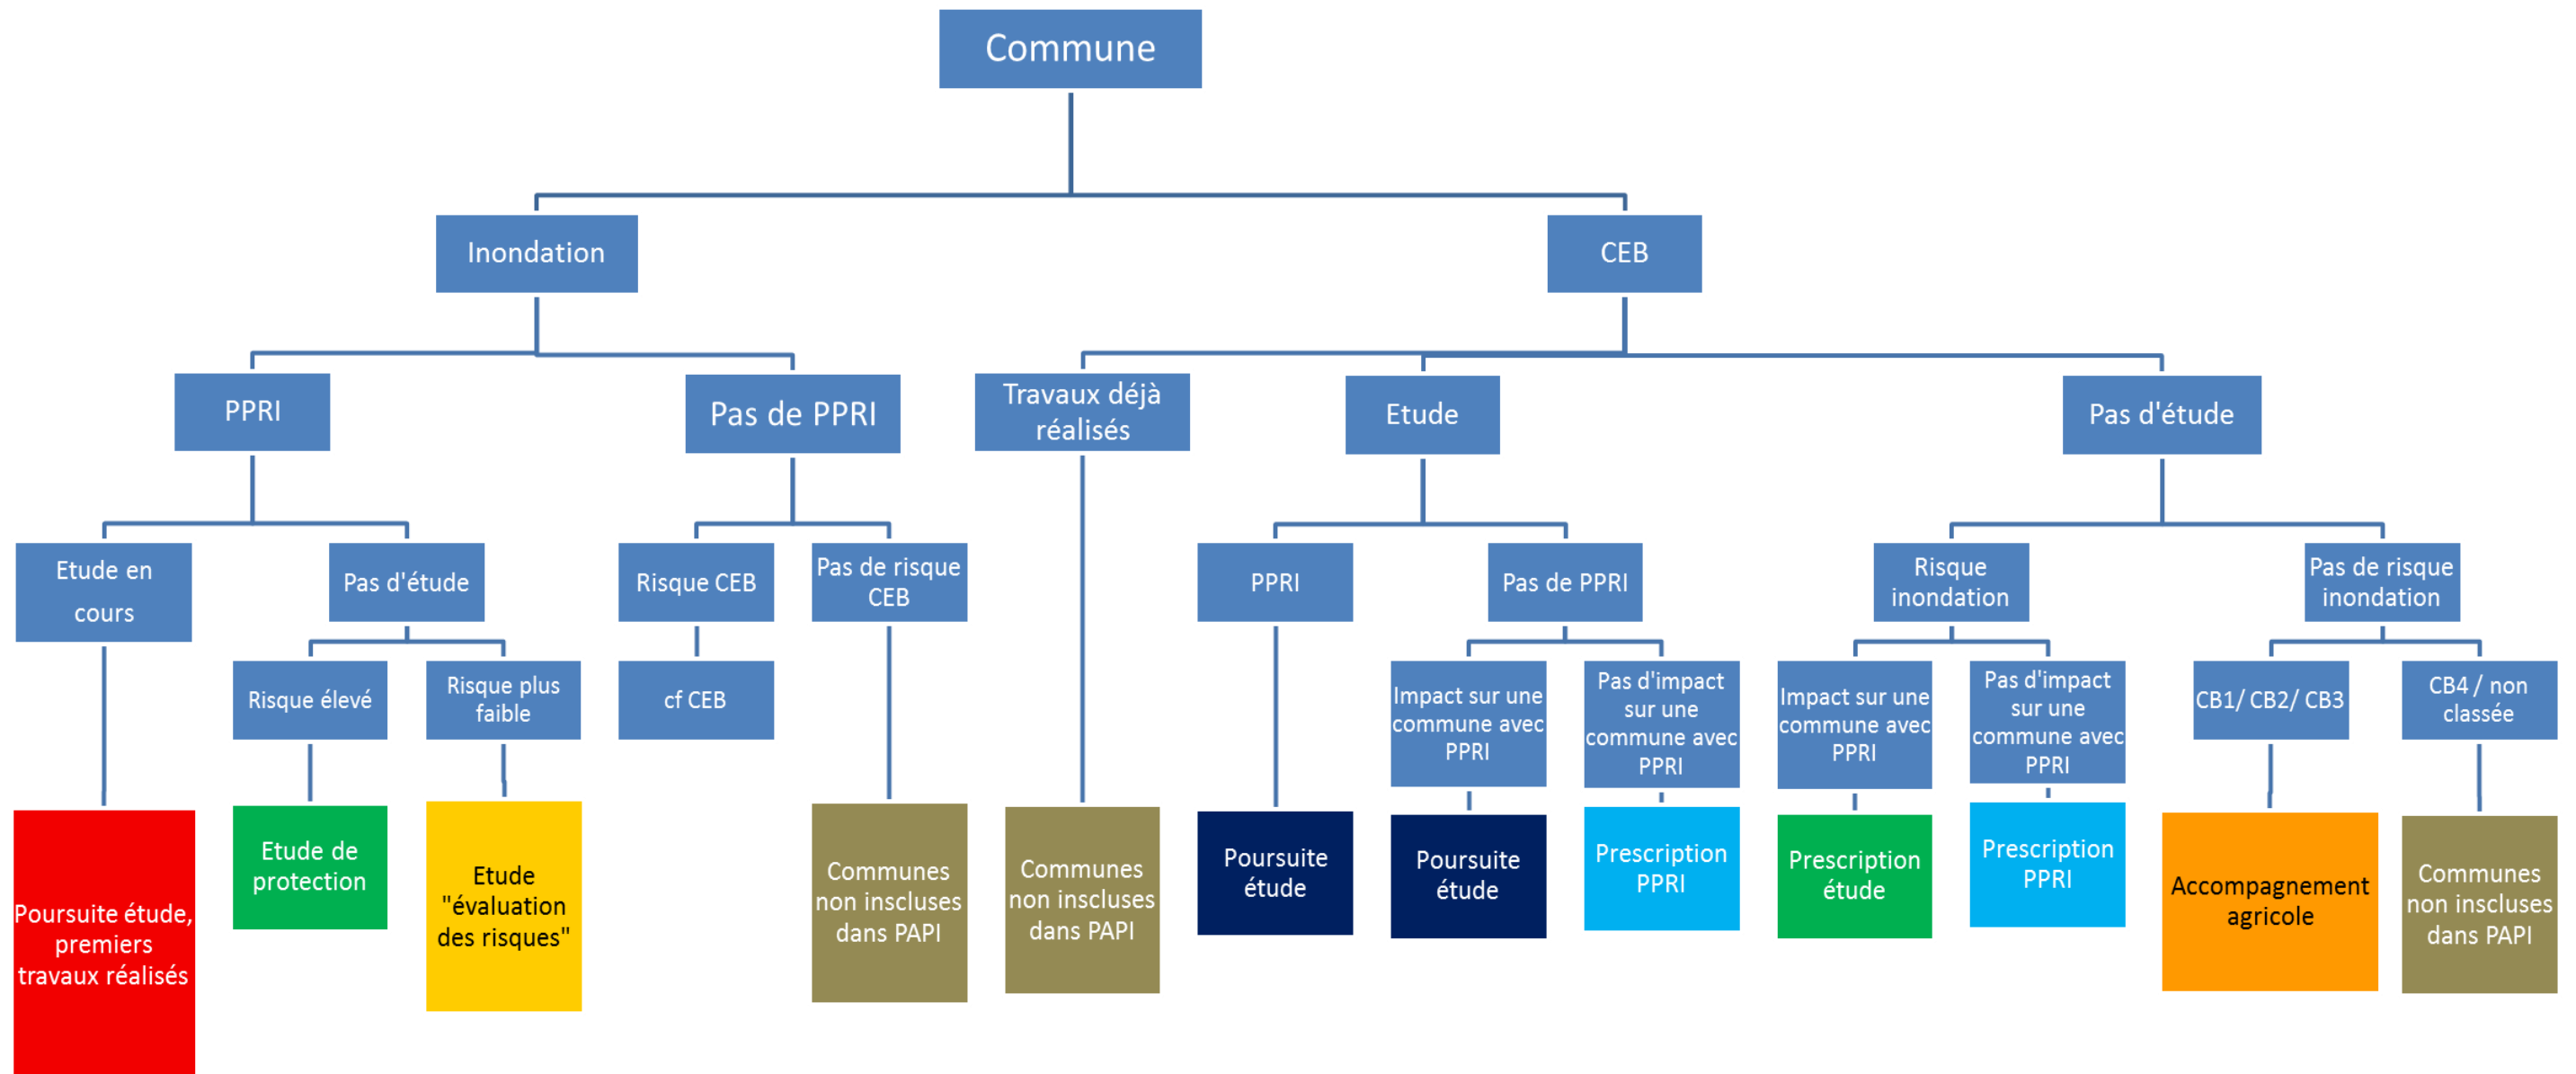 Commune
Inondation
CEB
PPRI
Pas de PPRI
Travaux déjà
réalisés
Etude
Pas d'étude
Etude en
cours
Pas d'étude
Risque CEB
Pas de risque
CEB
PPRI
Pas de PPRI
Risque
inondation
Pas de risque
inondation
Risque élevé
Risque plus
faible
cf CEB
Impact sur une
commune avec
PPRI
Pas d'impact
sur une
commune avec
PPRI
Impact sur une
commune avec
PPRI
Pas d'impact
sur une
commune avec
PPRI
CB1/ CB2/ CB3
CB4 / non
classée
Poursuite étude,
premiers
travaux réalisés
Etude de
protection
Etude
"évaluation
des risques"
Communes
non inscluses
dans PAPI
Communes
non inscluses
dans PAPI
Poursuite
étude
Poursuite
étude
Prescription
PPRI
Prescription
étude
Prescription
PPRI
Accompagnement
agricole
Communes
non inscluses
dans PAPI